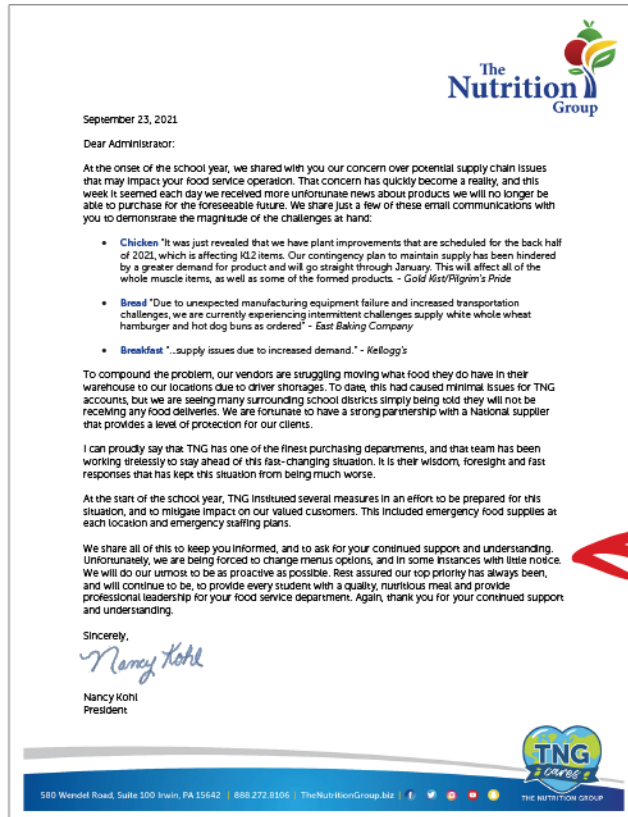 The
Nutrition
Group
September 23, 2021
Dear Administrator:
At the onset of the school year, we shared with you our concern over potential supply chain issues
that may impact your food service operation. That concern has quickly become a reality, and this
week it seemed each day we received more unfortunate news about products we will no longer be
able to purchase for the foreseeable future. We share just a few of these email communications with
you to demonstrate the magnitude of the challenges at hand:
• Chicken "It was just revealed that we have plant improvements that are scheduled for the back half
of 2021, which is affecting K12 items. Our contingency plan to maintain supply has been hindered
by a greater demand for product and will go straight through January. This will affect all of the
whole muscle items, as well as some of the formed products. - Gold Kist/Pilgrim's Pride
• Bread "Due to unexpected manufacturing equipment failure and increased transportation
challenges, we are currently experiencing intermittent challenges supply white whole wheat
hamburger and hot dog buns as ordered" - East Baking Company
• Breakfast "...supply issues due to increased demand." - Kellogg's
To compound the problem, our vendors are struggling moving what food they do have in their
warehouse to our locations due to driver shortages. To date, this had caused minimal issues for TNG
accounts, but we are seeing many surrounding school districts simply being told they will not be
receiving any food deliveries. We are fortunate to have a strong partnership with a National supplier
that provides a level of protection for our clients.
I can proudly say that TNG has one of the finest purchasing departments, and that team has been
working tirelessly to stay ahead of this fast-changing situation. It is their wisdom, foresight and fast
responses that has kept this situation from being much worse.
At the start of the school year, TNG instituted several measures in an effort to be prepared for this
situation, and to mitigate impact on our valued customers. This included emergency food supplies at
each location and emergency staffing plans.
We share all of this to keep you informed, and to ask for your continued support and understanding.
Unfortunately, we are being forced to change menus options, and in some instances with little notice.
We will do our utmost to be as proactive as possible. Rest assured our top priority has always been,
and will continue to be, to provide every student with a quality, nutritious meal and provide
professional leadership for your food service department. Again, thank you for your continued support
and understanding.
Sincerely,
Nancy Kohl
Nancy Kohl
President
TNG
cares
THE NUTRITION GROUP
580 Wendel Road, Suite 100 Irwin, PA 15642 | 888.272.8106 | TheNutritionGroup.biz |